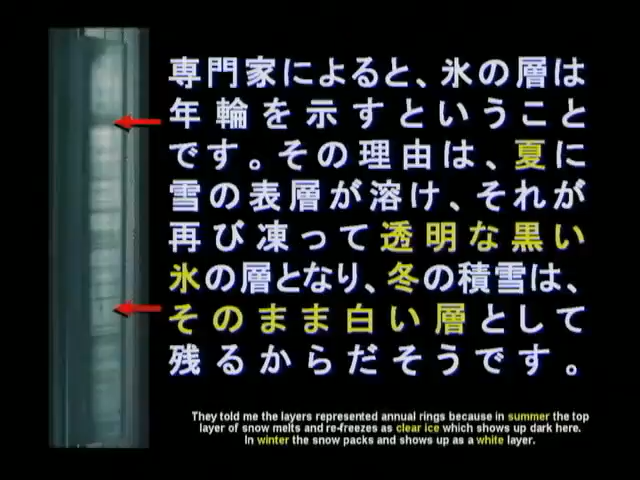 専門家によると、氷の層は
年輪を示すということ
です。その理由は、夏に
雪の表層が溶け、それが
再び凍って透明な黒い
氷の層となり、冬の積雪は、
そのまま白い層として
残るからだそうです。
They told me the layers represented annual rings because in summer the top
layer of snow melts and re-freezes as clear ice which shows up dark here.
In winter the snow packs and shows up as a white layer.